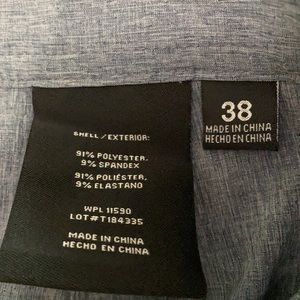 SHELL/EXTERIOR:
91% POLYESTER,
9% SPANDEX
91% POLIÉSTER,
9% ELASTANO
WPL 11590
LOT#T184335
MADE IN CHINA
HECHO EN CHINA
38
MADE IN CHINA
HECHO EN CHINA